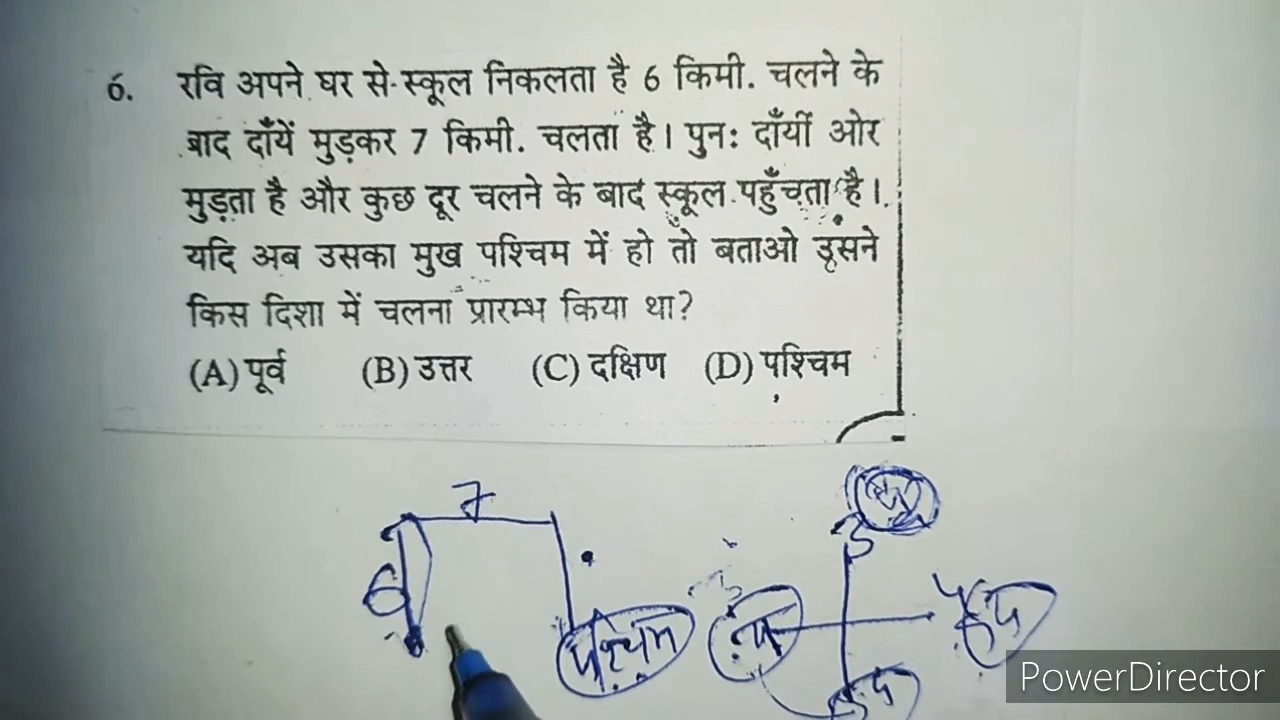 6. रवि अपने घर से स्कूल निकलता है 6 किमी. चलने के
बाद दाँयें मुड़कर 7 किमी. चलता है। पुनः दाँयीं ओर
मुड़ता है और कुछ दूर चलने के बाद स्कूल पहुँचता है।
यदि अब उसका मुख पश्चिम में हो तो बताओ उसने
किस दिशा में चलना प्रारम्भ किया था?
(A) पूर्व (B) उत्तर (C) दक्षिण (D) पश्चिम
7
6
पश्चिम
PowerDirector